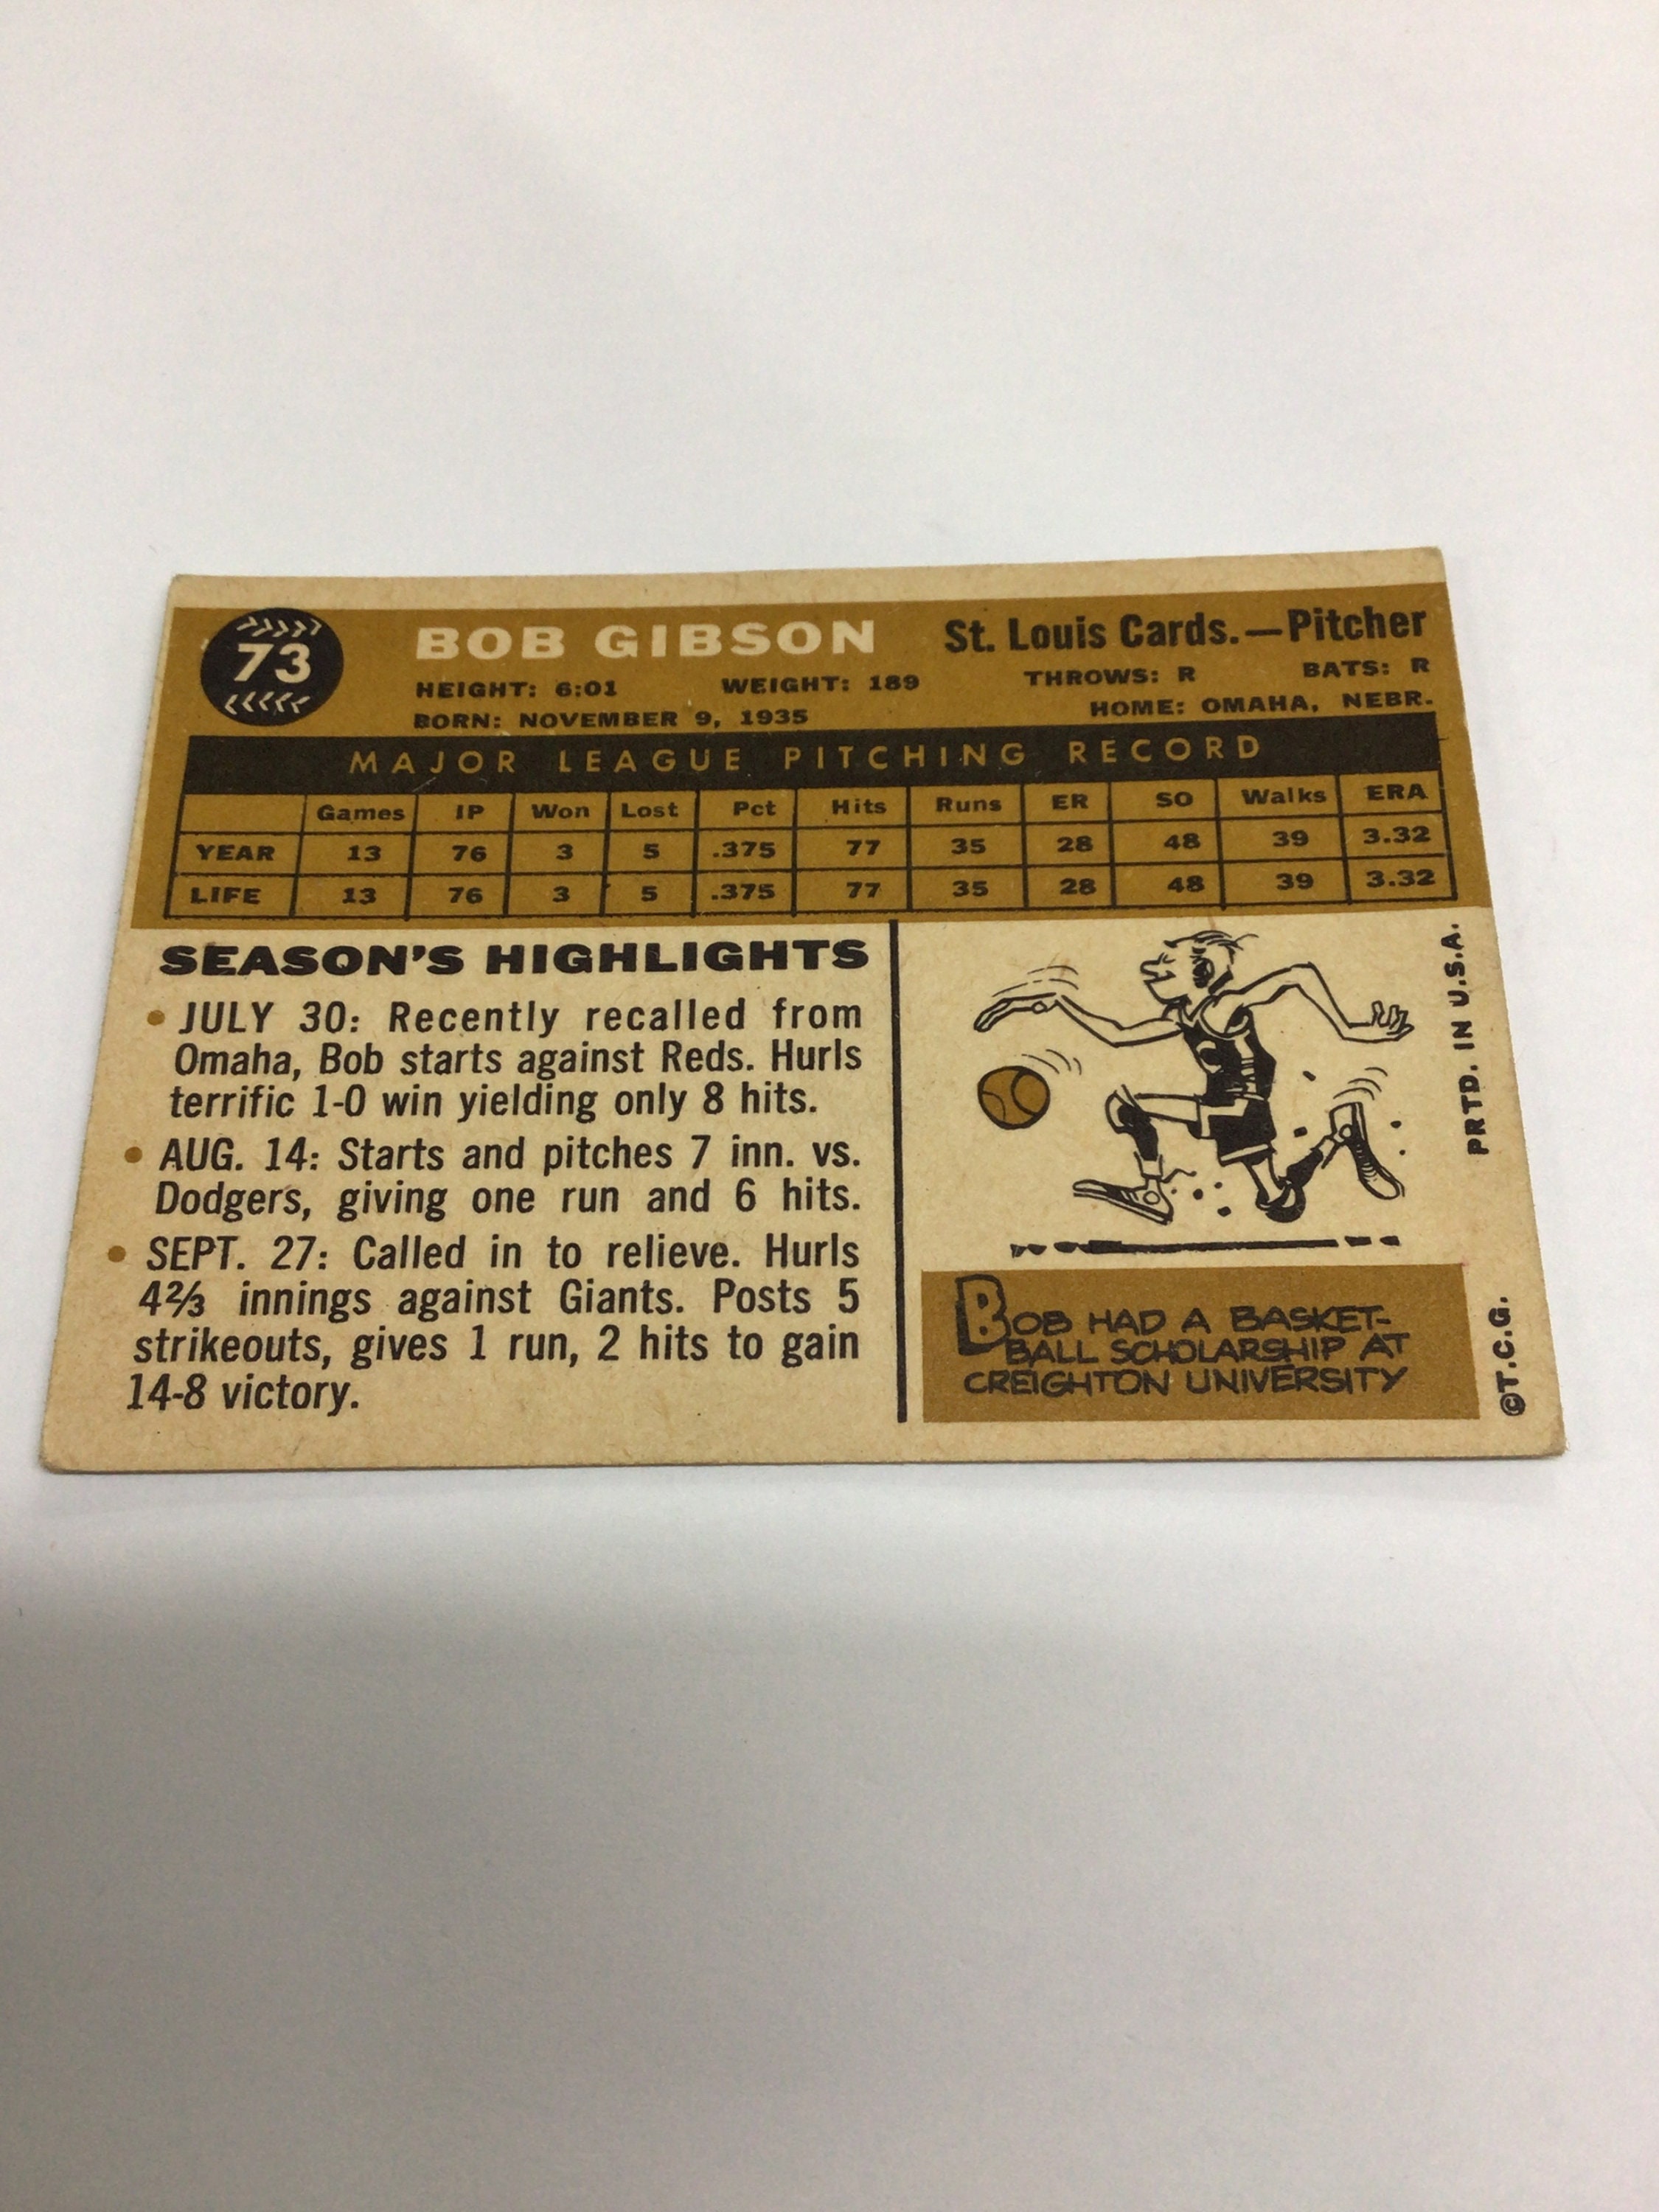 73
BOB GIBSON St. Louis Cards.—Pitcher
HEIGHT: 6:01 WEIGHT: 189 THROWS: R BATS: R
BORN: NOVEMBER 9, 1935 HOME: OMAHA, NEBR.
MAJOR LEAGUE PITCHING RECORD
Games IP Won Lost Pct Hits Runs ER SO Walks ERA
YEAR 13 76 3 5 .375 77 35 28 48 39 3.32
LIFE 13 76 3 5 .375 77 35 28 48 39 3.32
SEASON'S HIGHLIGHTS
• JULY 30: Recently recalled from
Omaha, Bob starts against Reds. Hurls
terrific 1-0 win yielding only 8 hits.
• AUG. 14: Starts and pitches 7 inn. vs.
Dodgers, giving one run and 6 hits.
• SEPT. 27: Called in to relieve. Hurls
4⅔ innings against Giants. Posts 5
strikeouts, gives 1 run, 2 hits to gain
14-8 victory.
C
BOB HAD A BASKET-
BALL SCHOLARSHIP AT
CREIGHTON UNIVERSITY
©T.C.G. PRTD. IN U.S.A.